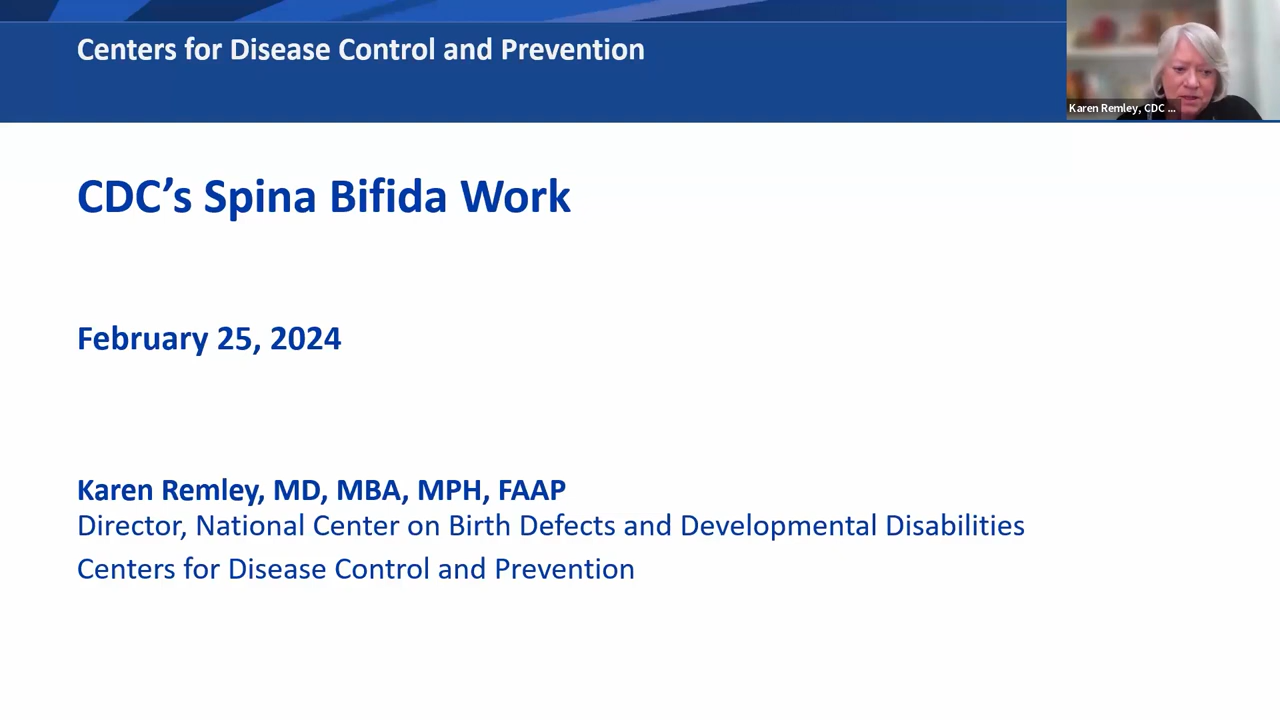 Centers for Disease Control and Prevention
Karen Remley, CDC ...
CDC’s Spina Bifida Work
February 25, 2024
Karen Remley, MD, MBA, MPH, FAAP
Director, National Center on Birth Defects and Developmental Disabilities
Centers for Disease Control and Prevention